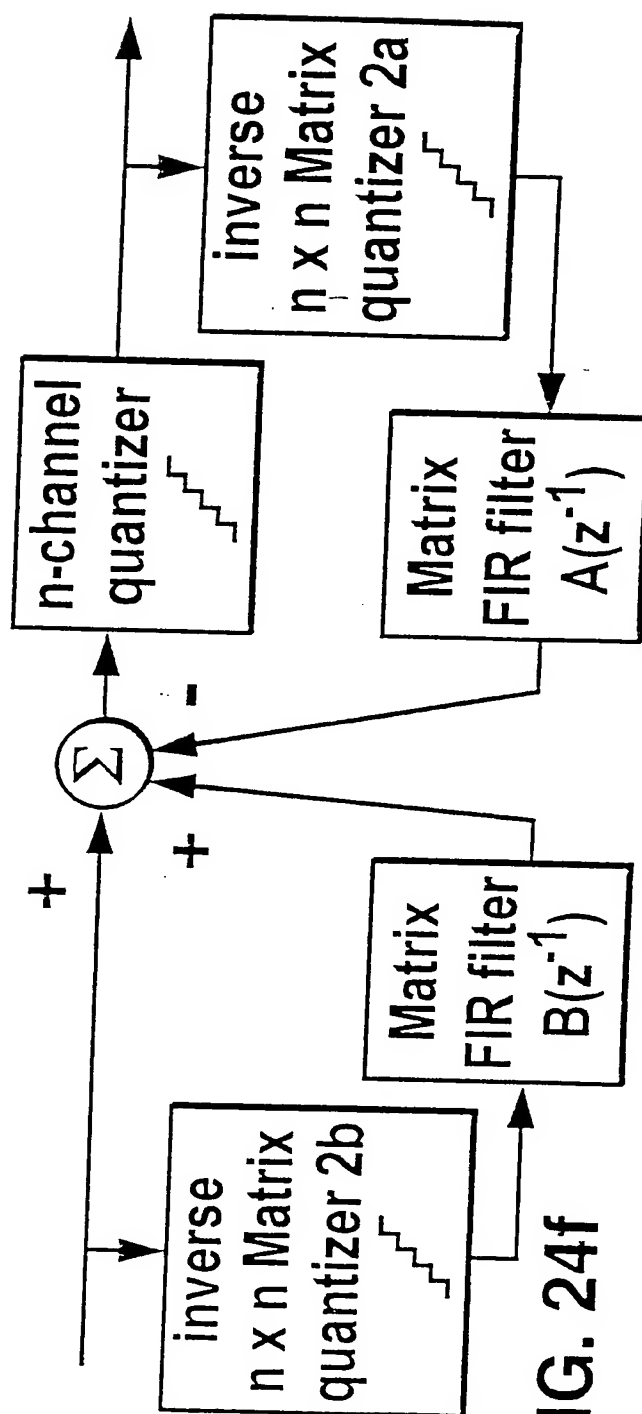 +
Σ
+
-
n-channel
quantizer
inverse
n x n Matrix
quantizer 2a
inverse
n x n Matrix
quantizer 2b
Matrix
FIR filter
B(z⁻¹)
Matrix
FIR filter
A(z⁻¹)
IG. 24f